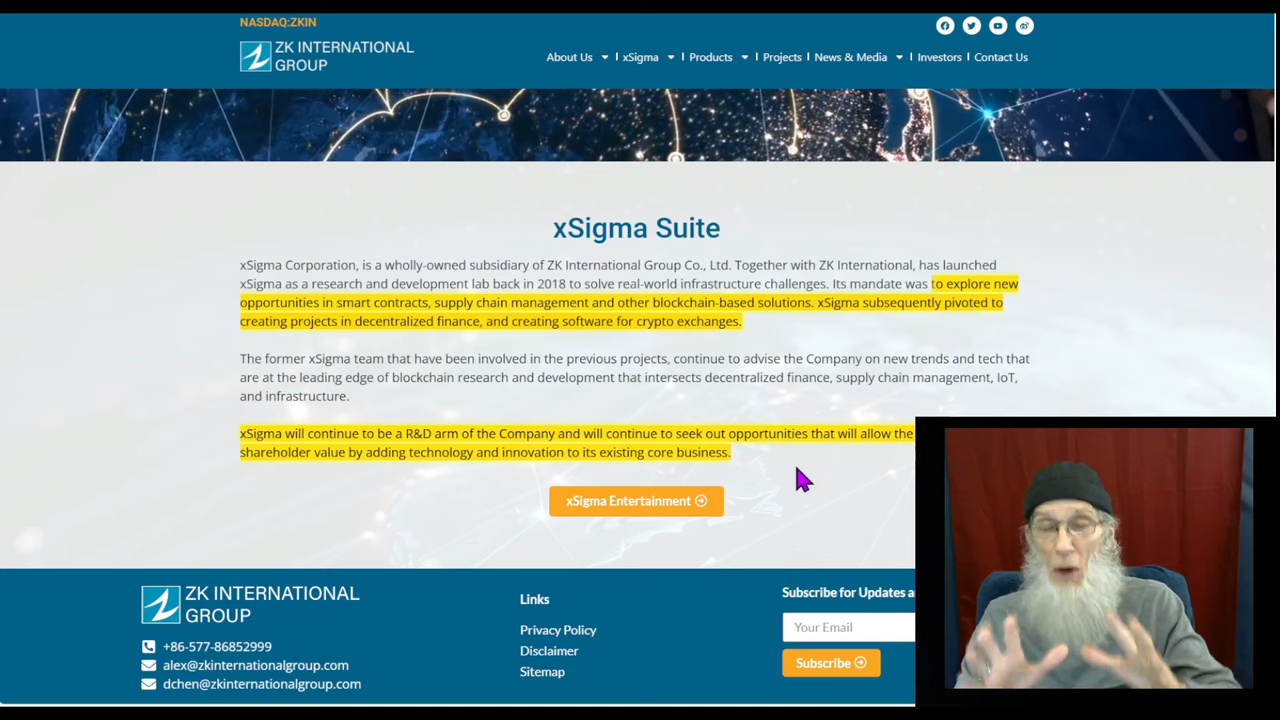 NASDAQ:ZKIN
ZK INTERNATIONAL
GROUP
About Us
xSigma
Products
Projects
News & Media
Investors
Contact Us
xSigma Suite
xSigma Corporation, is a wholly-owned subsidiary of ZK International Group Co., Ltd. Together with ZK International, has launched
xSigma as a research and development lab back in 2018 to solve real-world infrastructure challenges. Its mandate was to explore new
opportunities in smart contracts, supply chain management and other blockchain-based solutions. xSigma subsequently pivoted to
creating projects in decentralized finance, and creating software for crypto exchanges.
The former xSigma team that have been involved in the previous projects, continue to advise the Company on new trends and tech that
are at the leading edge of blockchain research and development that intersects decentralized finance, supply chain management, IoT,
and infrastructure.
xSigma will continue to be a R&D arm of the Company and will continue to seek out opportunities that will allow the
shareholder value by adding technology and innovation to its existing core business.
xSigma Entertainment
ZK INTERNATIONAL
GROUP
+86-577-86852999
alex@zkinternationalgroup.com
dchen@zkinternationalgroup.com
Links
Privacy Policy
Disclaimer
Sitemap
Subscribe for Updates
Your Email
Subscribe